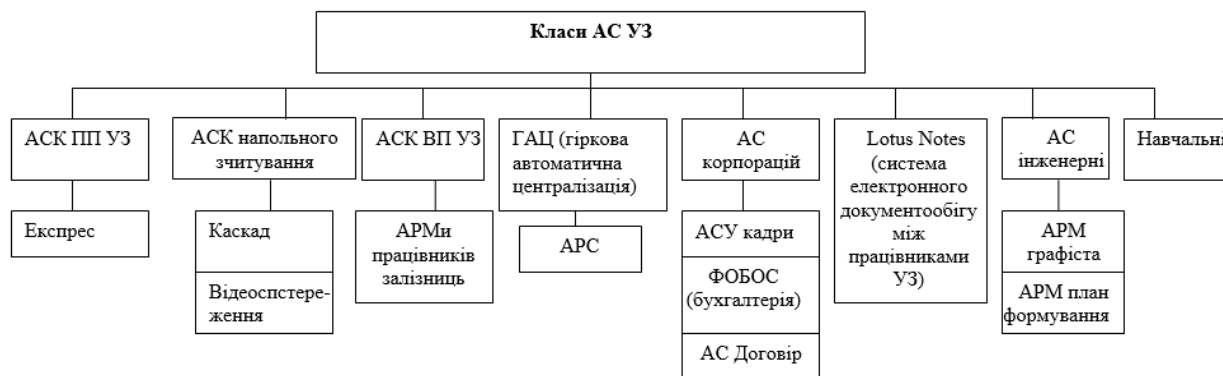 Класи АС УЗ
АСК ПП УЗ
Експрес
АСК напольного
зчитування
Каскад
Відеоспстере-
ження
АСК ВП УЗ
АРМи
працівників
залізниць
ГАЦ (гіркова
автоматична
централізація)
АРС
АС
корпорацій
АСУ кадри
ФОБОС
(бухгалтерія)
АС Договір
Lotus Notes
(система
електронного
документообігу
між
працівниками
УЗ)
АС
інженерні
АРМ
графіста
АРМ план
формування
Навчальні